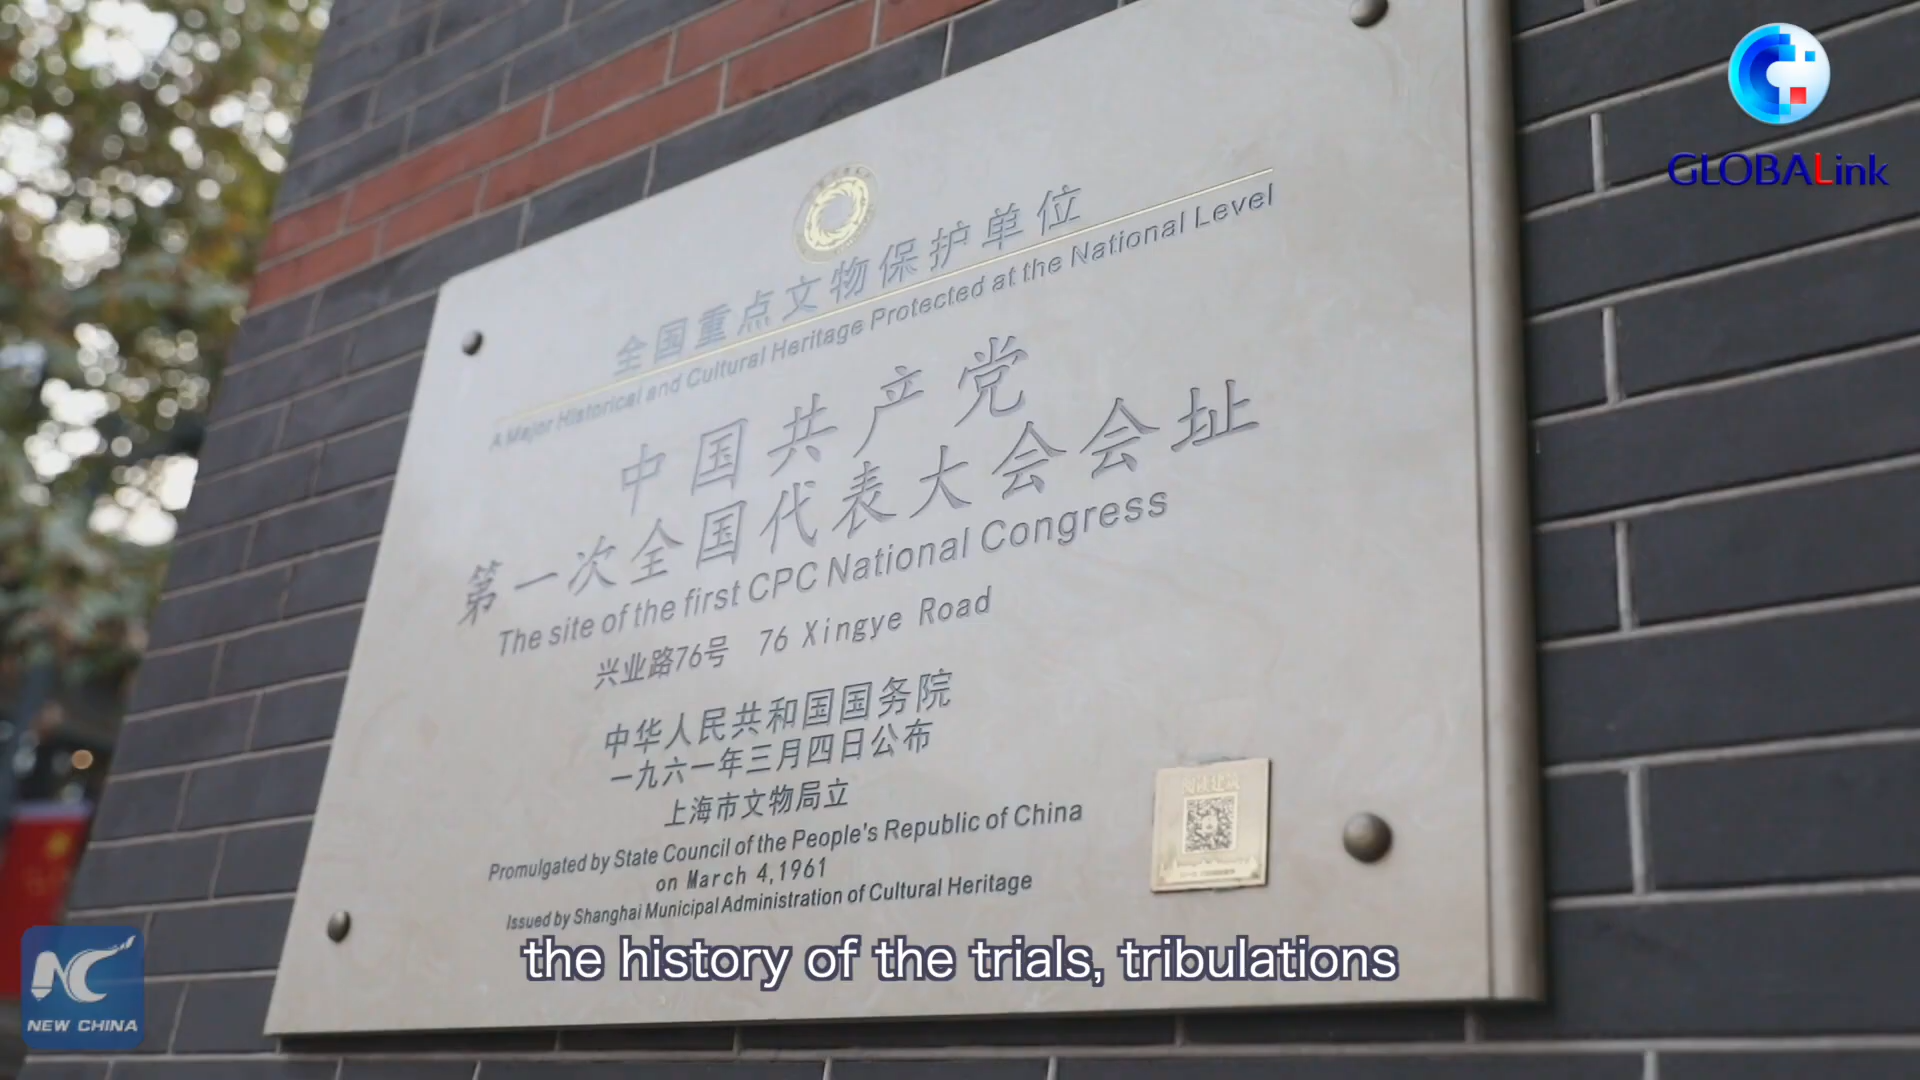 GLOBALink
全国重点文物保护单位
A Major Historical and Cultural Heritage Protected at the National Level
中国共产党
第一次全国代表大会会址
The site of the first CPC National Congress
兴业路76号 76 Xingye Road
中华人民共和国国务院
一九六一年三月四日公布
上海市文物局立
Promulgated by State Council of the People's Republic of China
on March 4,1961
Issued by Shanghai Municipal Administration of Cultural Heritage
阅读建筑
the history of the trials, tribulations
NC
NEW CHINA